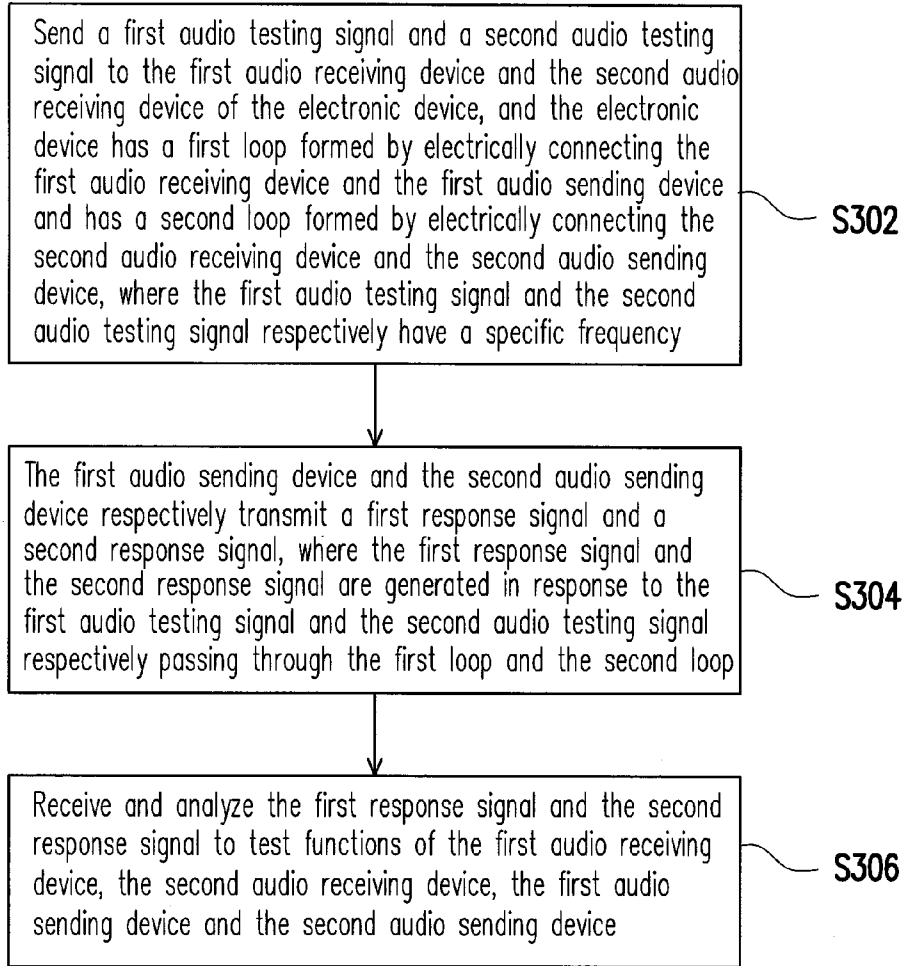 Send a first audio testing signal and a second audio testing
signal to the first audio receiving device and the second audio
receiving device of the electronic device, and the electronic
device has a first loop formed by electrically connecting the
first audio receiving device and the first audio sending device
and has a second loop formed by electrically connecting the
second audio receiving device and the second audio sending
device, where the first audio testing signal and the second
audio testing signal respectively have a specific frequency
S302
The first audio sending device and the second audio sending
device respectively transmit a first response signal and a
second response signal, where the first response signal and
the second response signal are generated in response to the
first audio testing signal and the second audio testing signal
respectively passing through the first loop and the second loop
S304
Receive and analyze the first response signal and the second
response signal to test functions of the first audio receiving
device, the second audio receiving device, the first audio
sending device and the second audio sending device
S306